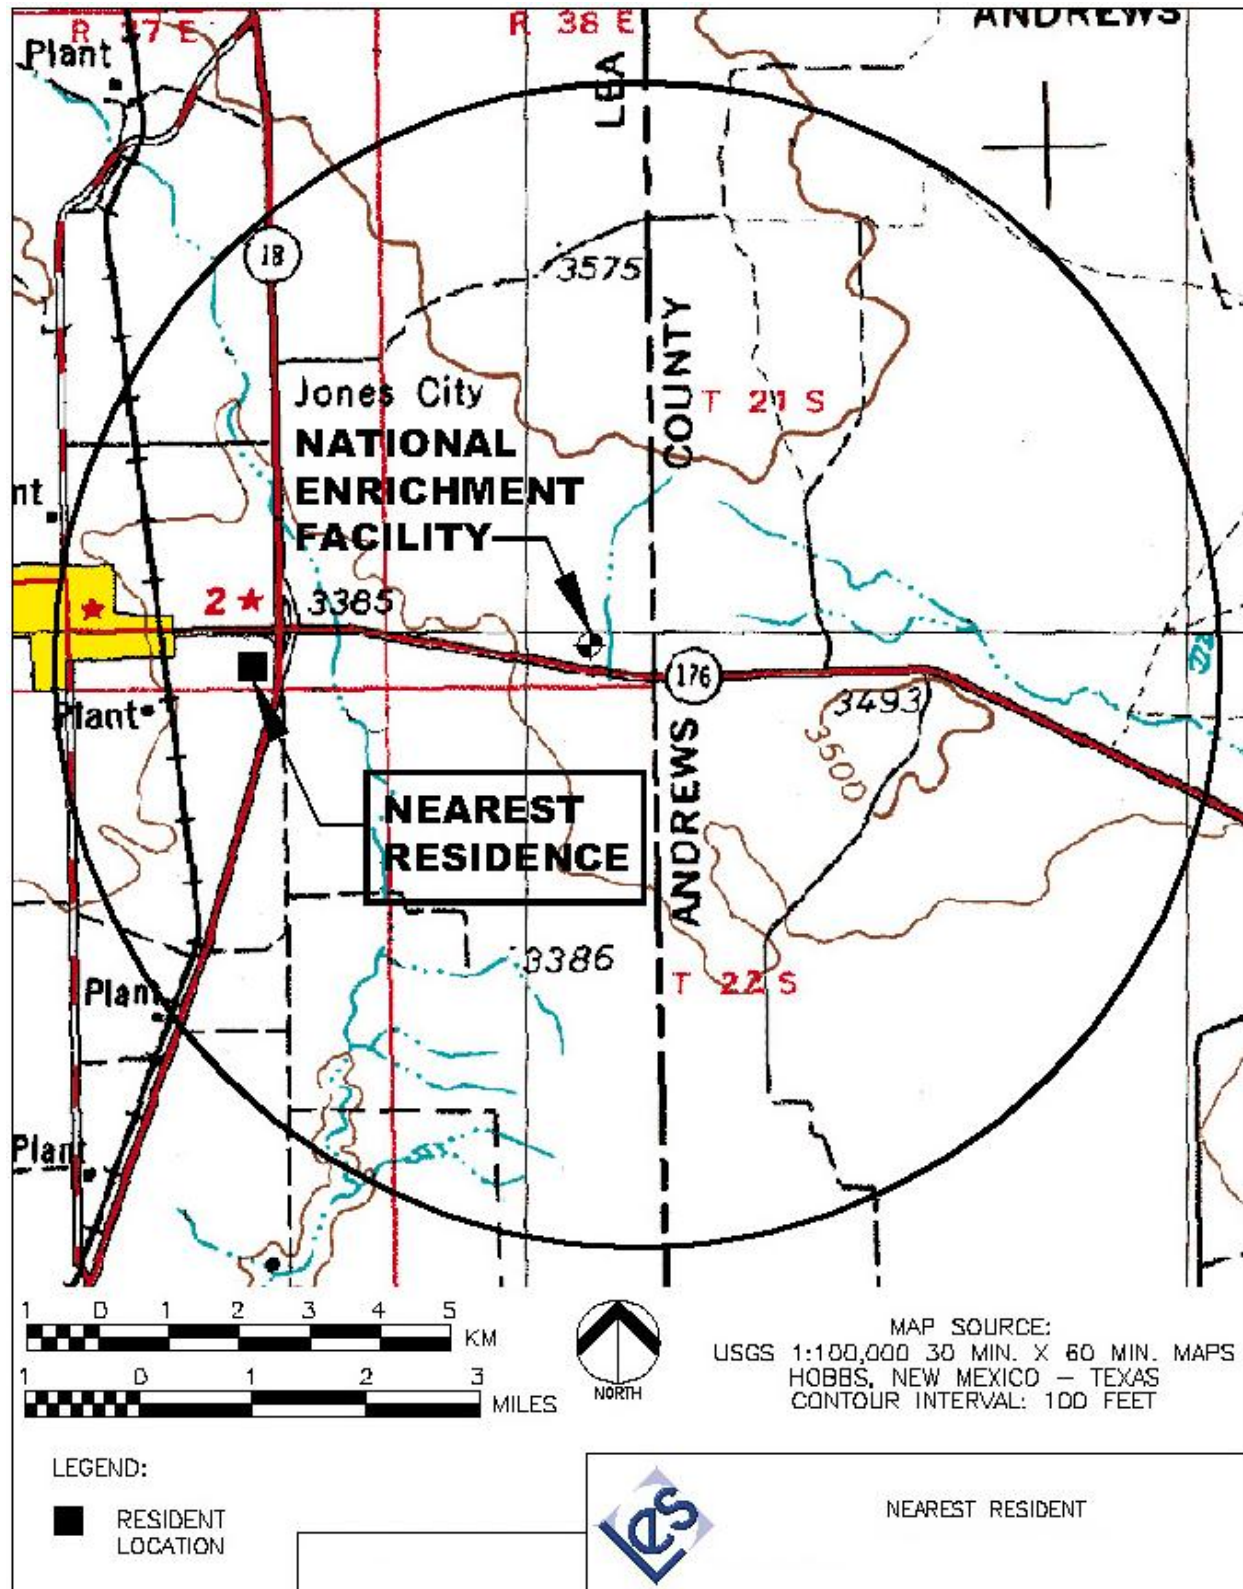 R 37 E
R 38 E
ANDREWS
Plant
LEA
18
3575
COUNTY
T 21 S
Jones City
NATIONAL
ENRICHMENT
FACILITY
nt
2
3385
176
Plant
3493
3500
ANDREWS
NEAREST
RESIDENCE
3386
T 22 S
Plant
Plant
1 0 1 2 3 4 5
KM
1 0 1 2 3
MILES
NORTH
MAP SOURCE:
USGS 1:100,000 30 MIN. X 60 MIN. MAPS
HOBBS, NEW MEXICO - TEXAS
CONTOUR INTERVAL: 100 FEET
LEGEND:
RESIDENT
LOCATION
Les
NEAREST RESIDENT